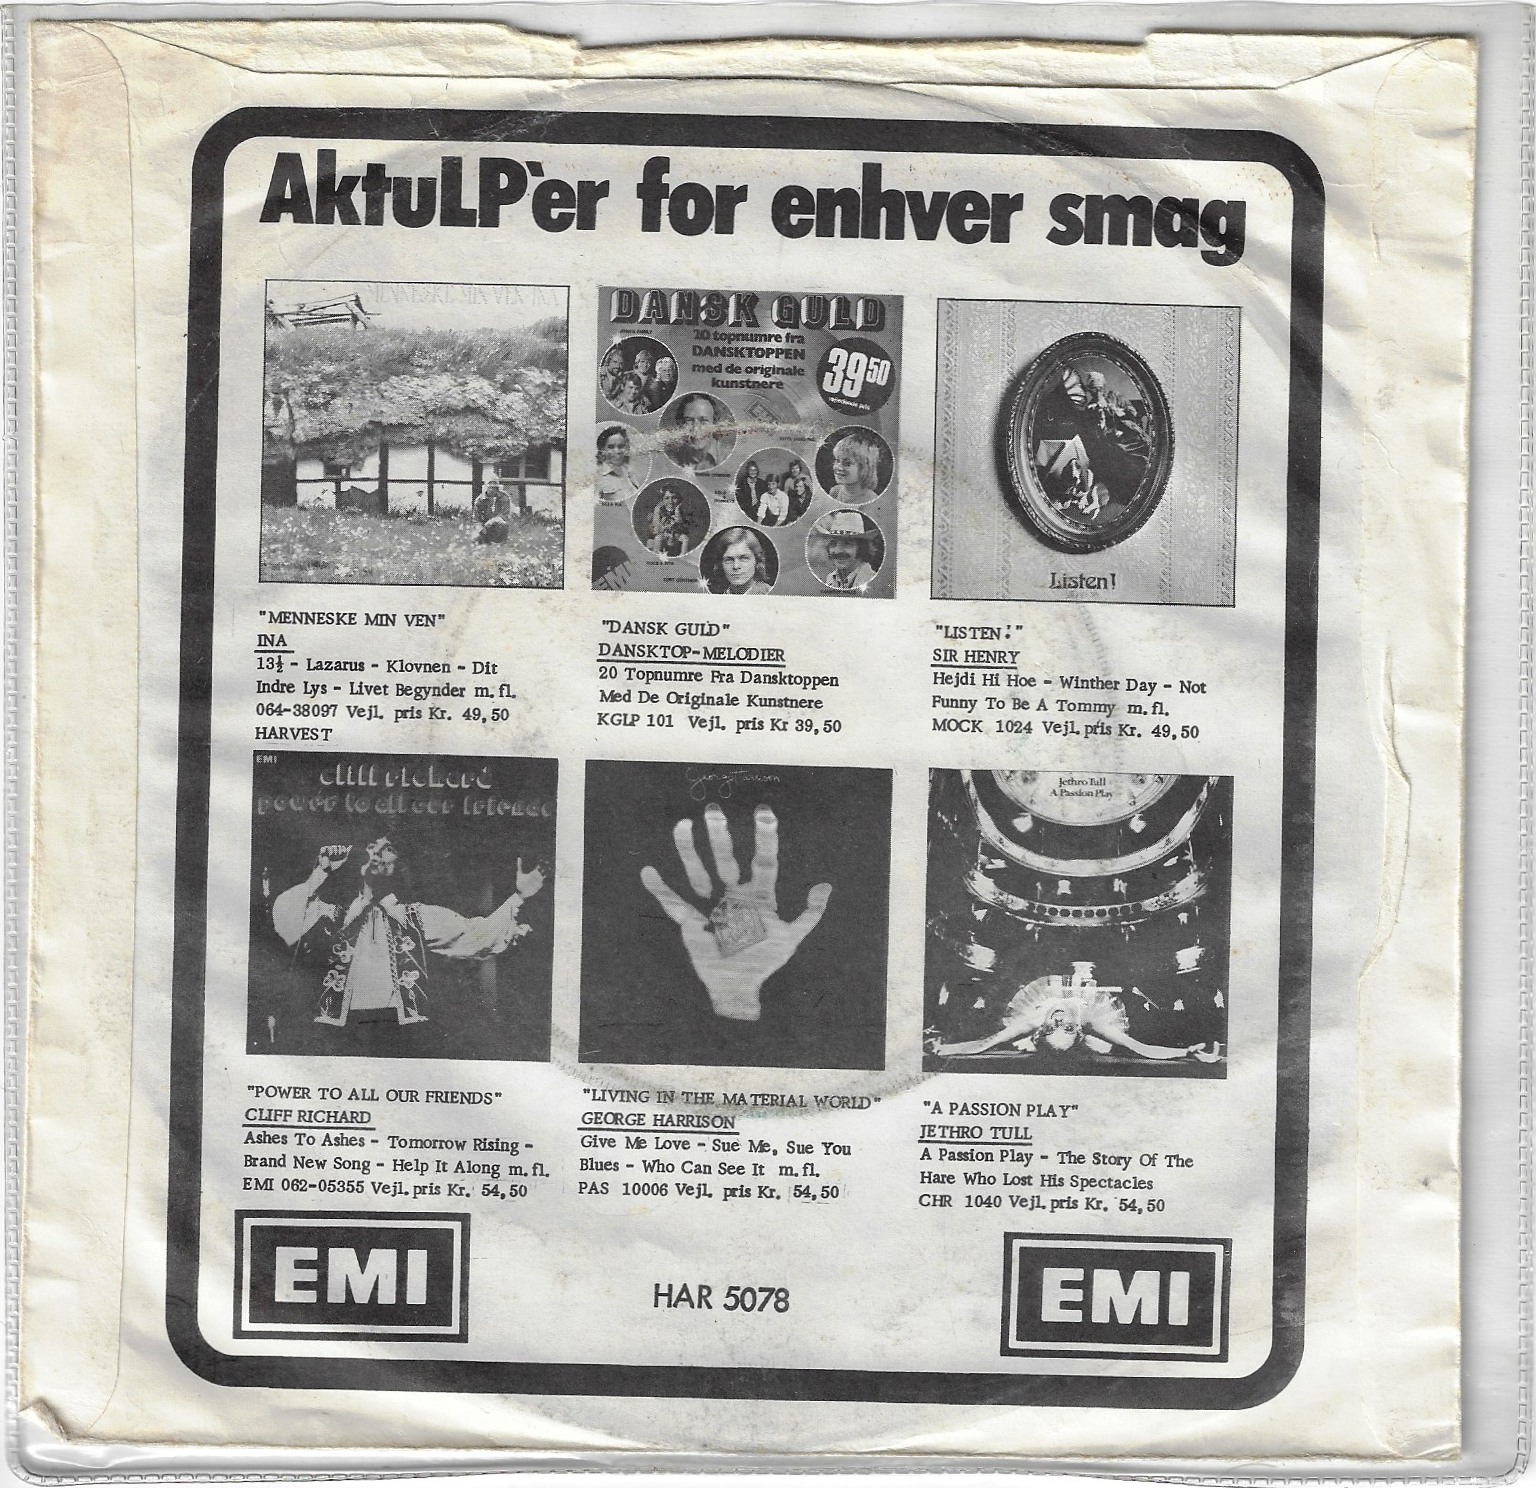 AktuLP'er for enhver smag
MENNESKE MIN VEN INA
DANSK GULD
20 topnumre fra
DANSKTOPPEN
med de originale
kunstnere
39 50
vejledende pris
EMI
Listen!
"MENNESKE MIN VEN"
INA
13½ - Lazarus - Klovnen - Dit
Indre Lys - Livet Begynder m.fl.
064-38097 Vejl. pris Kr. 49,50
HARVEST
"DANSK GULD"
DANSKTOP-MELODIER
20 Topnumre Fra Dansktoppen
Med De Originale Kunstnere
KGLP 101 Vejl. pris Kr 39,50
"LISTEN!"
SIR HENRY
Hejdi Hi Hoe - Winther Day - Not
Funny To Be A Tommy m.fl.
MOCK 1024 Vejl. pris Kr. 49,50
EMI
cliff richard
power to all our friends
George Harrison
Jethro Tull
A Passion Play
"POWER TO ALL OUR FRIENDS"
CLIFF RICHARD
Ashes To Ashes - Tomorrow Rising -
Brand New Song - Help It Along m.fl.
EMI 062-05355 Vejl. pris Kr. 54,50
"LIVING IN THE MATERIAL WORLD"
GEORGE HARRISON
Give Me Love - Sue Me, Sue You
Blues - Who Can See It m.fl.
PAS 10006 Vejl. pris Kr. 54,50
"A PASSION PLAY"
JETHRO TULL
A Passion Play - The Story Of The
Hare Who Lost His Spectacles
CHR 1040 Vejl. pris Kr. 54,50
EMI
HAR 5078
EMI